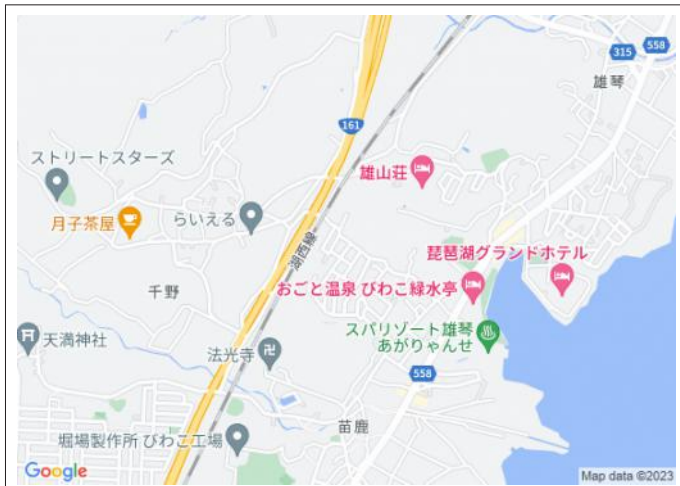 558
315
雄琴
161
ストリートスターズ
雄山荘
月子茶屋
らいえる
湖西線
琵琶湖グランドホテル
おごと温泉 びわこ緑水亭
千野
スパリゾート雄琴
あがりゃんせ
天満神社
法光寺
558
苗鹿
堀場製作所 びわこ工場
Google
Map data ©2023